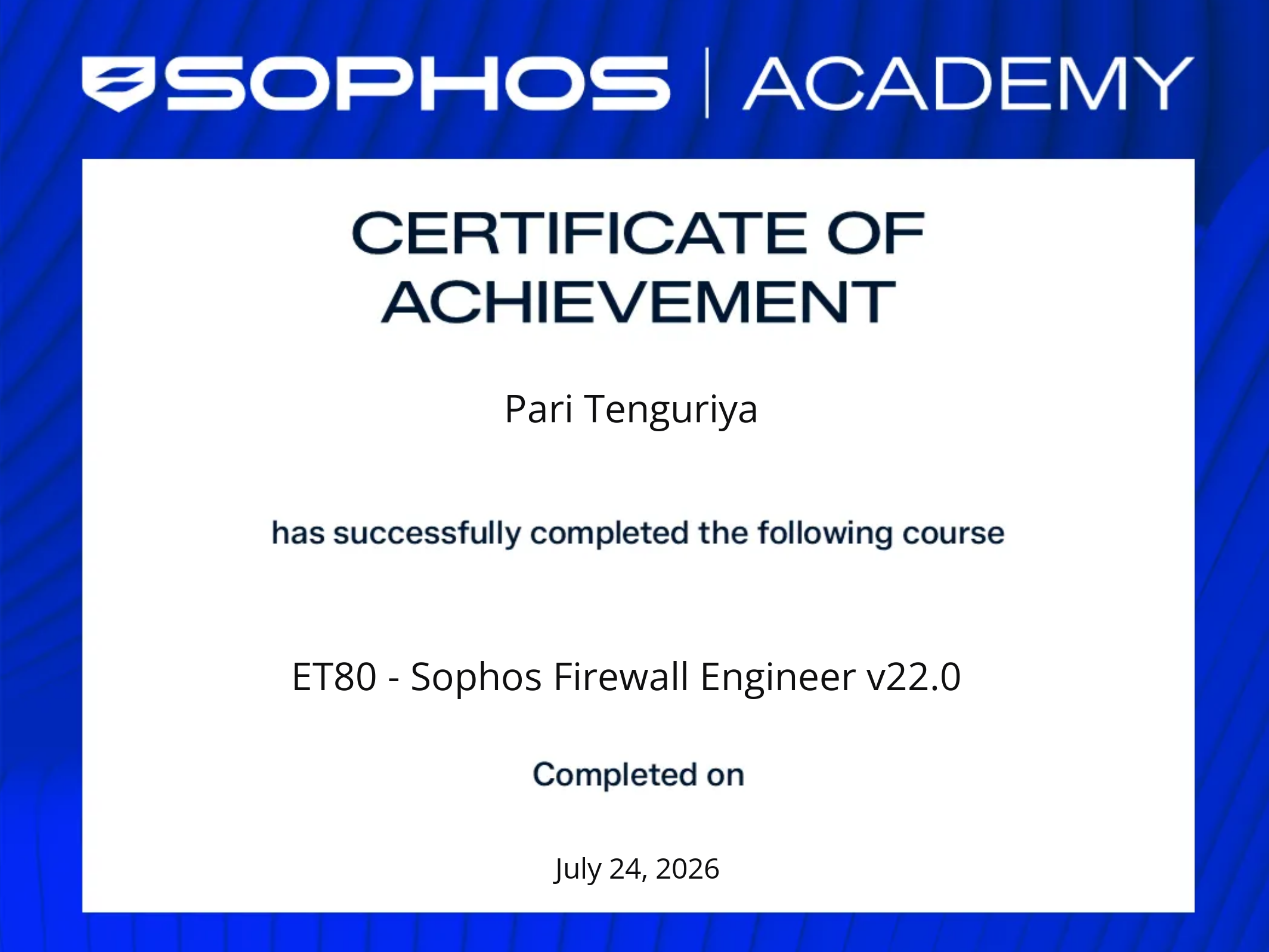 SOPHOS | ACADEMY
CERTIFICATE OF
ACHIEVEMENT
Pari Tenguriya
has successfully completed the following course
ET80 - Sophos Firewall Engineer v22.0
Completed on
July 24, 2026